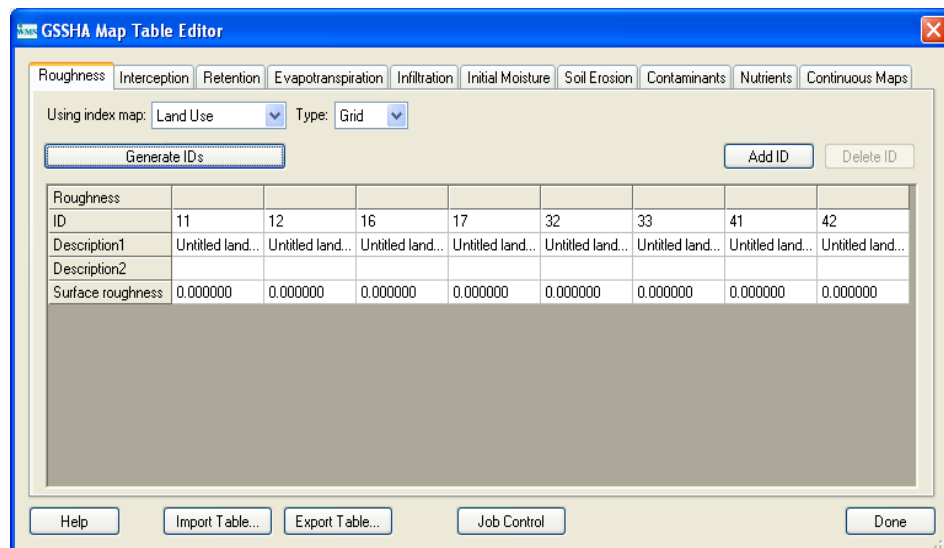 WMS GSSHA Map Table Editor
Roughness Interception Retention Evapotranspiration Infiltration Initial Moisture Soil Erosion Contaminants Nutrients Continuous Maps
Using index map: Land Use Type: Grid
Generate IDs Add ID Delete ID
Roughness
ID 11 12 16 17 32 33 41 42
Description1 Untitled land... Untitled land... Untitled land... Untitled land... Untitled land... Untitled land... Untitled land... Untitled land...
Description2
Surface roughness 0.000000 0.000000 0.000000 0.000000 0.000000 0.000000 0.000000 0.000000
Help Import Table... Export Table... Job Control Done